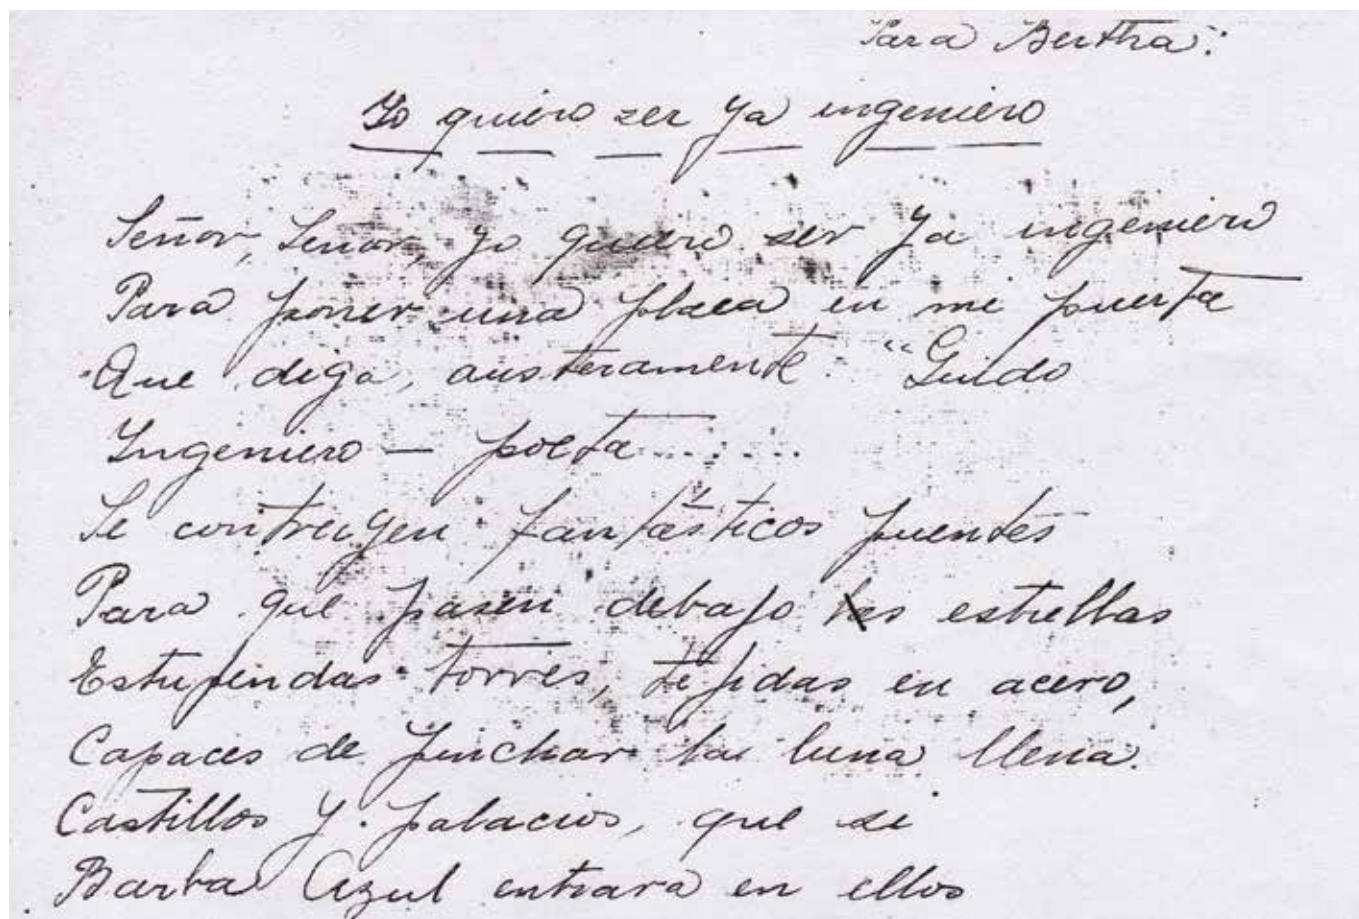 Para Bertha:
Yo quiero ser ya ingeniero
Señor, Señor, yo quiero ser ya ingeniero
Para poner una placa en mi puerta
Que diga, austeramente: "Guido
Ingeniero — poeta.......
Se contruyen fantásticos puentes
Para que pasen debajo las estrellas
Estupendas torres, tejidas en acero,
Capaces de pinchar la luna llena.
Castillos y palacios, que si
Barba Azul entrara en ellos